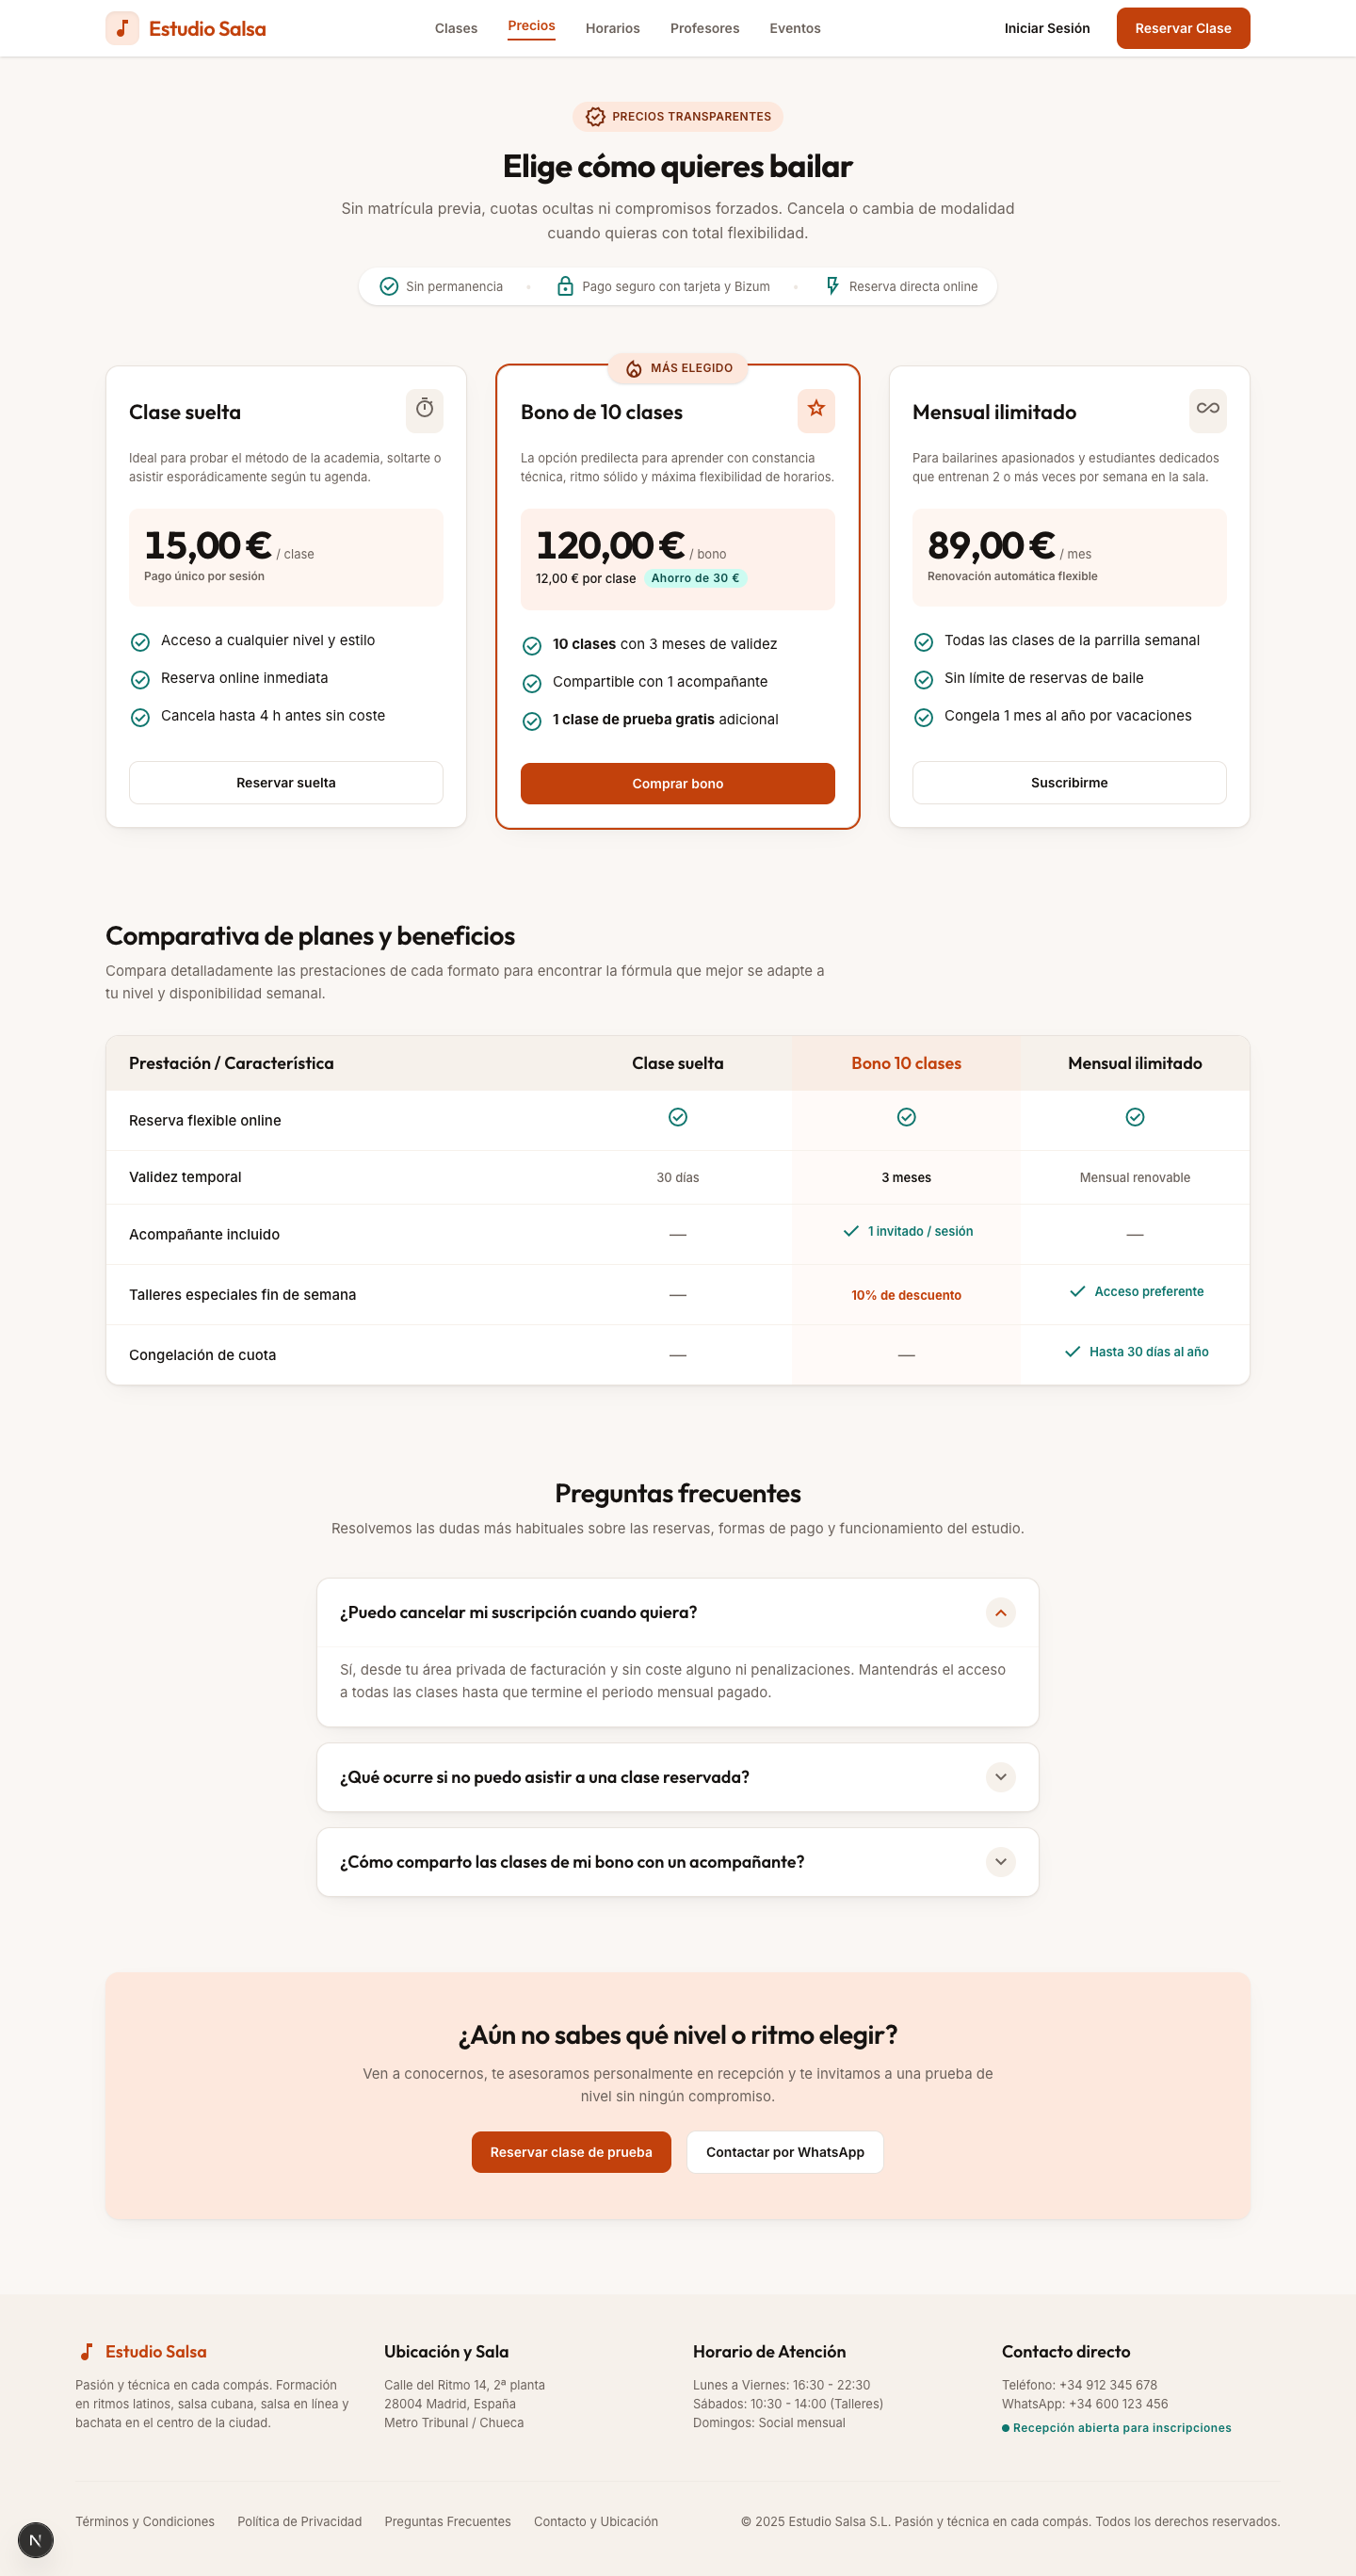 Estudio Salsa
Clases
Precios
Horarios
Profesores
Eventos
Iniciar Sesión
Reservar Clase
PRECIOS TRANSPARENTES
Elige cómo quieres bailar
Sin matrícula previa, cuotas ocultas ni compromisos forzados. Cancela o cambia de modalidad
cuando quieras con total flexibilidad.
Sin permanencia
Pago seguro con tarjeta y Bizum
Reserva directa online
Clase suelta
Ideal para probar el método de la academia, soltarte o
asistir esporádicamente según tu agenda.
15,00 € / clase
Pago único por sesión
Acceso a cualquier nivel y estilo
Reserva online inmediata
Cancela hasta 4 h antes sin coste
Reservar suelta
MÁS ELEGIDO
Bono de 10 clases
La opción predilecta para aprender con constancia
técnica, ritmo sólido y máxima flexibilidad de horarios.
120,00 € / bono
12,00 € por clase Ahorro de 30 €
10 clases con 3 meses de validez
Compartible con 1 acompañante
1 clase de prueba gratis adicional
Comprar bono
Mensual ilimitado
Para bailarines apasionados y estudiantes dedicados
que entrenan 2 o más veces por semana en la sala.
89,00 € / mes
Renovación automática flexible
Todas las clases de la parrilla semanal
Sin límite de reservas de baile
Congela 1 mes al año por vacaciones
Suscribirme
Comparativa de planes y beneficios
Compara detalladamente las prestaciones de cada formato para encontrar la fórmula que mejor se adapte a
tu nivel y disponibilidad semanal.
Prestación / Característica Clase suelta Bono 10 clases Mensual ilimitado
Reserva flexible online
Validez temporal 30 días 3 meses Mensual renovable
Acompañante incluido — 1 invitado / sesión —
Talleres especiales fin de semana — 10% de descuento Acceso preferente
Congelación de cuota — — Hasta 30 días al año
Preguntas frecuentes
Resolvemos las dudas más habituales sobre las reservas, formas de pago y funcionamiento del estudio.
¿Puedo cancelar mi suscripción cuando quiera?
Sí, desde tu área privada de facturación y sin coste alguno ni penalizaciones. Mantendrás el acceso
a todas las clases hasta que termine el periodo mensual pagado.
¿Qué ocurre si no puedo asistir a una clase reservada?
¿Cómo comparto las clases de mi bono con un acompañante?
¿Aún no sabes qué nivel o ritmo elegir?
Ven a conocernos, te asesoramos personalmente en recepción y te invitamos a una prueba de
nivel sin ningún compromiso.
Reservar clase de prueba
Contactar por WhatsApp
Estudio Salsa
Pasión y técnica en cada compás. Formación
en ritmos latinos, salsa cubana, salsa en línea y
bachata en el centro de la ciudad.
Ubicación y Sala
Calle del Ritmo 14, 2ª planta
28004 Madrid, España
Metro Tribunal / Chueca
Horario de Atención
Lunes a Viernes: 16:30 - 22:30
Sábados: 10:30 - 14:00 (Talleres)
Domingos: Social mensual
Contacto directo
Teléfono: +34 912 345 678
WhatsApp: +34 600 123 456
Recepción abierta para inscripciones
Términos y Condiciones
Política de Privacidad
Preguntas Frecuentes
Contacto y Ubicación
© 2025 Estudio Salsa S.L. Pasión y técnica en cada compás. Todos los derechos reservados.
N